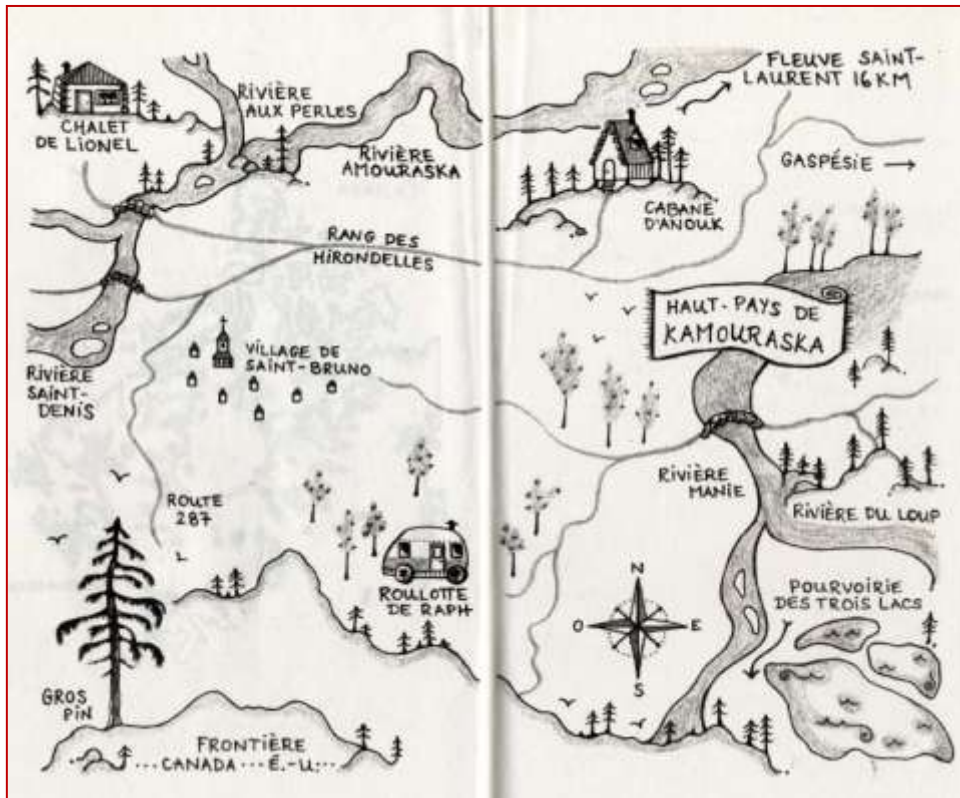 FLEUVE SAINT-
LAURENT 16 KM
RIVIÈRE
AUX PERLES
CHALET
DE LIONEL
RIVIÈRE
AMOURASKA
GASPÉSIE
CABANE
D'ANOUK
RANG DES
HIRONDELLES
HAUT-PAYS DE
KAMOURASKA
VILLAGE DE
SAINT-BRUNO
RIVIÈRE
SAINT-
DENIS
RIVIÈRE
MANIE
ROUTE
287
RIVIÈRE DU LOUP
ROULOTTE
DE RAPH
N
O
E
S
POURVOIRIE
DES TROIS LACS
GROS
PIN
FRONTIÈRE
...CANADA...É.-U....